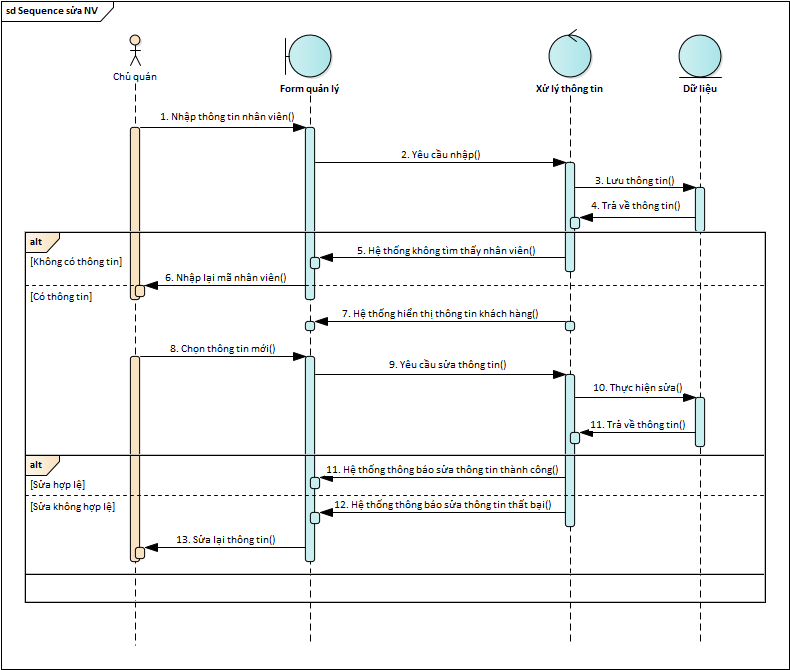 sd Sequence sửa NV
Chủ quán
Form quản lý
Xử lý thông tin
Dữ liệu
1. Nhập thông tin nhân viên()
2. Yêu cầu nhập()
3. Lưu thông tin()
4. Trả về thông tin()
alt
5. Hệ thống không tìm thấy nhân viên()
[Không có thông tin]
6. Nhập lại mã nhân viên()
[Có thông tin]
7. Hệ thống hiển thị thông tin khách hàng()
8. Chọn thông tin mới()
9. Yêu cầu sửa thông tin()
10. Thực hiện sửa()
11. Trả về thông tin()
alt
11. Hệ thống thông báo sửa thông tin thành công()
[Sửa hợp lệ]
12. Hệ thống thông báo sửa thông tin thất bại()
[Sửa không hợp lệ]
13. Sửa lại thông tin()